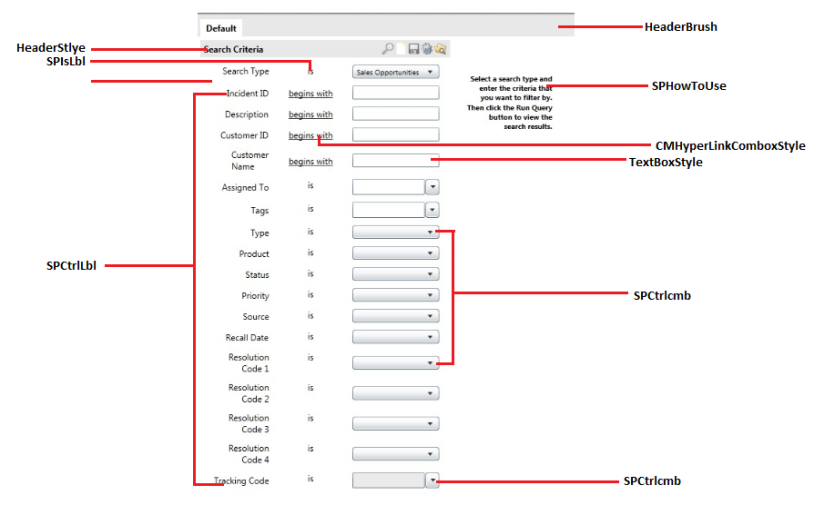 Default
HeaderBrush
HeaderStlye
Search Criteria
SPIsLbl
Search Type is Sales Opportunities
Select a search type and
enter the criteria that
you want to filter by.
Then click the Run Query
button to view the
search results.
SPHowToUse
Incident ID begins with
Description begins with
Customer ID begins with
CMHyperLinkComboxStyle
Customer
Name begins with
TextBoxStyle
Assigned To is
Tags is
Type is
Product is
SPCtrlLbl
Status is
Priority is
SPCtrlcmb
Source is
Recall Date is
Resolution is
Code 1
Resolution is
Code 2
Resolution is
Code 3
Resolution is
Code 4
Tracking Code is
SPCtrlcmb